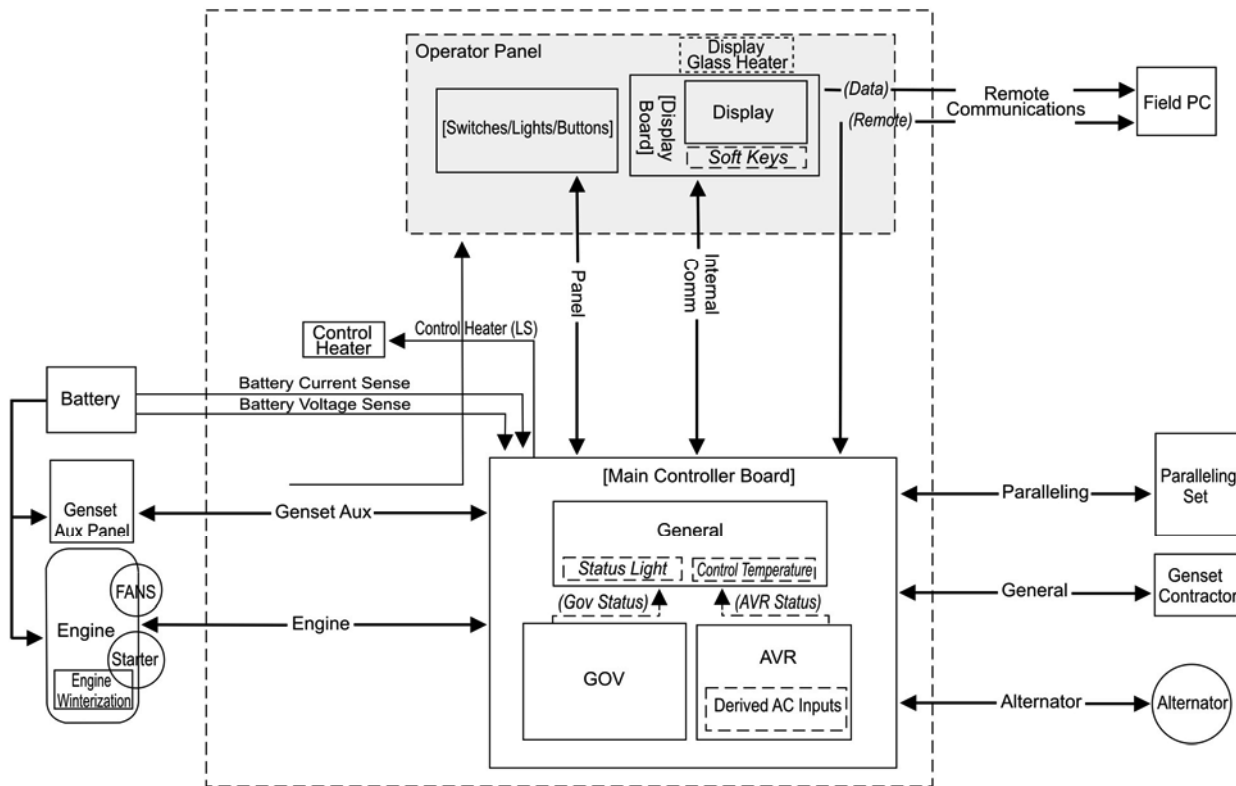 Operator Panel
Display
Glass Heater
[Switches/Lights/Buttons]
[Display
Board]
Display
Soft Keys
(Data)
(Remote)
Remote
Communications
Field PC
Panel
Internal
Comm
Control
Heater
Control Heater (LS)
Battery
Battery Current Sense
Battery Voltage Sense
[Main Controller Board]
General
Status Light
Control Temperature
(Gov Status)
(AVR Status)
GOV
AVR
Derived AC Inputs
Genset
Aux Panel
Genset Aux
FANS
Engine
Starter
Engine
Winterization
Engine
Paralleling
Paralleling
Set
General
Genset
Contractor
Alternator
Alternator